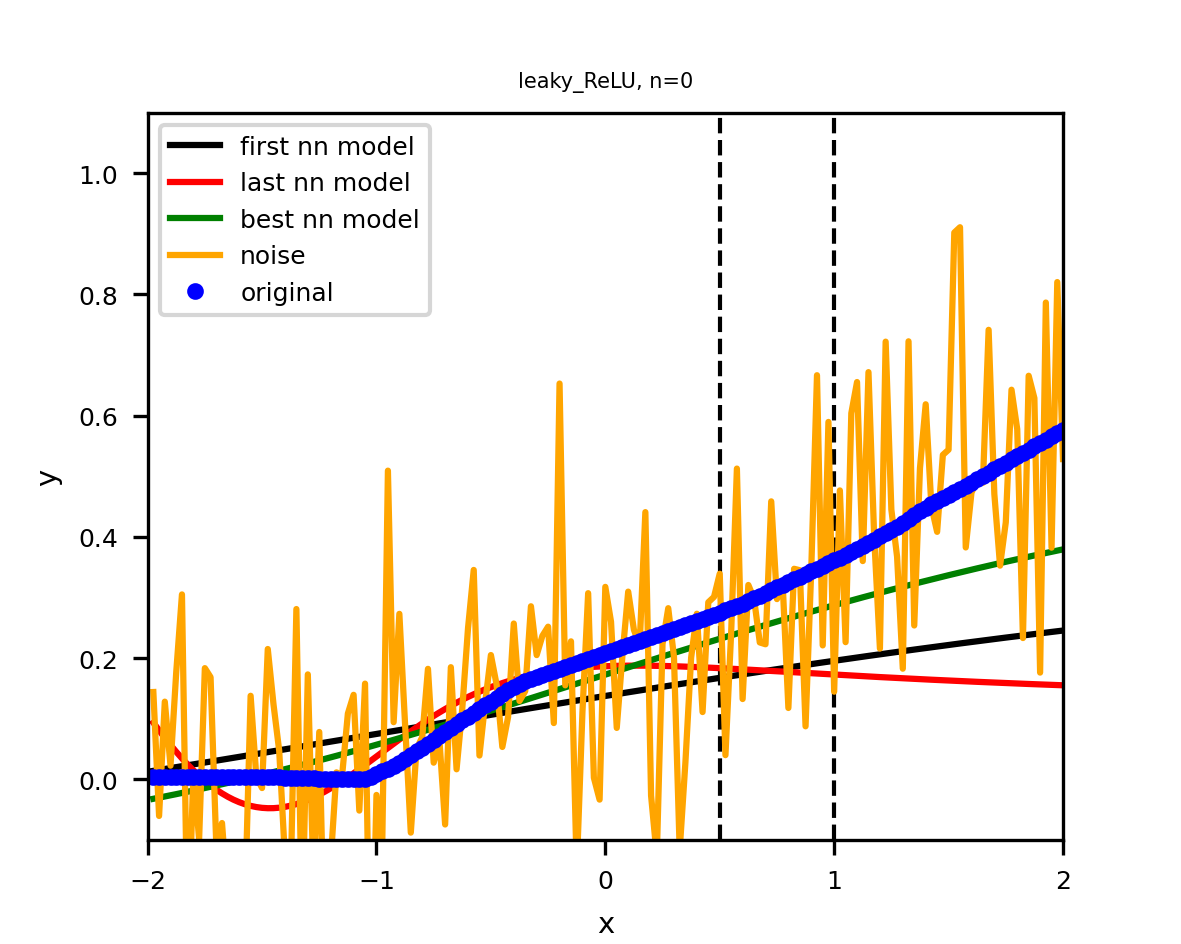 leaky_ReLU, n=0
first nn model
last nn model
best nn model
noise
original
1.0
0.8
0.6
0.4
0.2
0.0
y
−2
−1
0
1
2
x